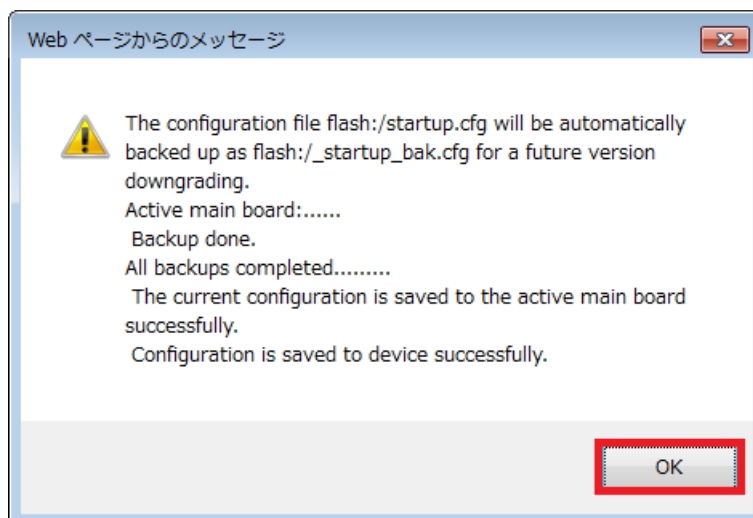 Web ページからのメッセージ
The configuration file flash:/startup.cfg will be automatically
backed up as flash:/_startup_bak.cfg for a future version
downgrading.
Active main board:......
Backup done.
All backups completed.........
The current configuration is saved to the active main board
successfully.
Configuration is saved to device successfully.
OK